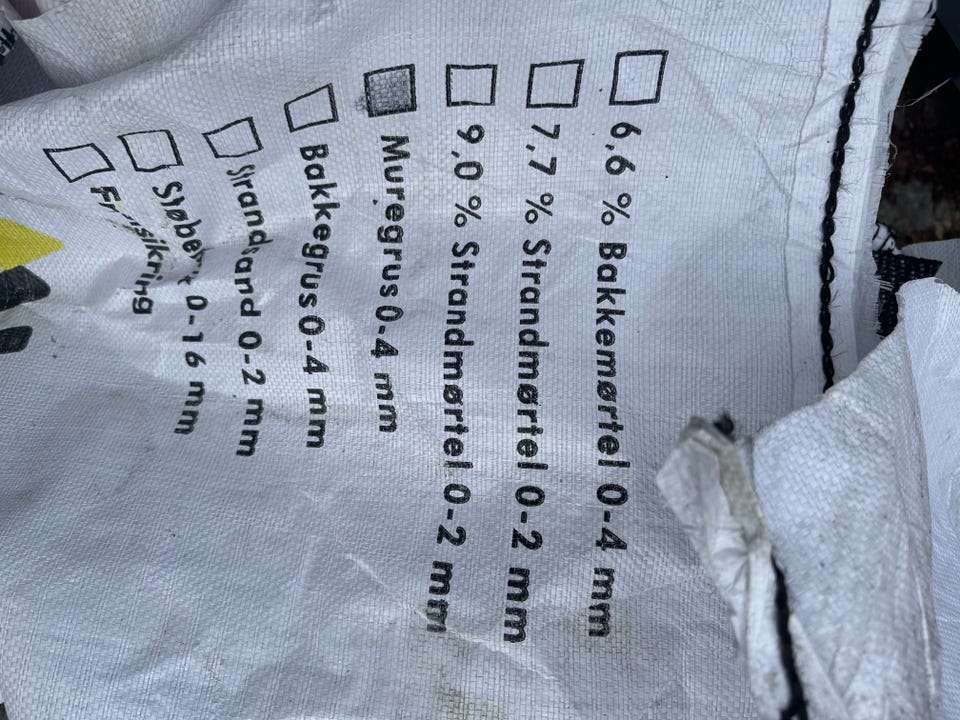 6,6 % Bakkemørtel 0-4 mm
7,7 % Strandmørtel 0-2 mm
9,0 % Strandmørtel 0-2 mm
Muregrus 0-4 mm
Bakkegrus 0-4 mm
Strandsand 0-2 mm
0-16 mm